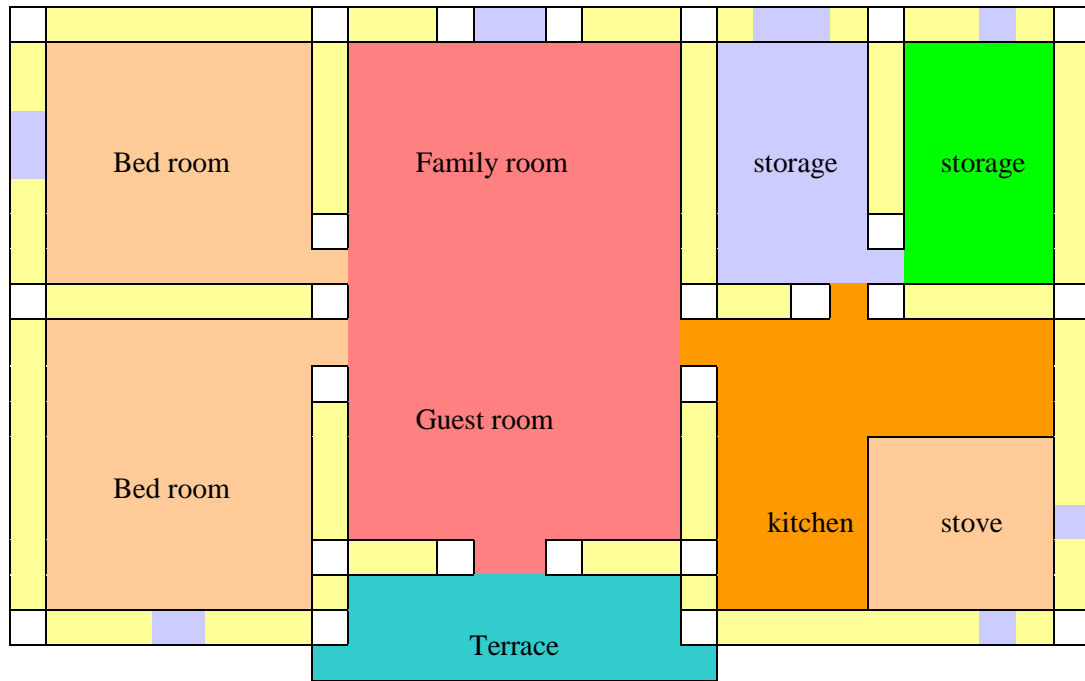 Bed room
Family room
storage
storage
Guest room
Bed room
kitchen
stove
Terrace